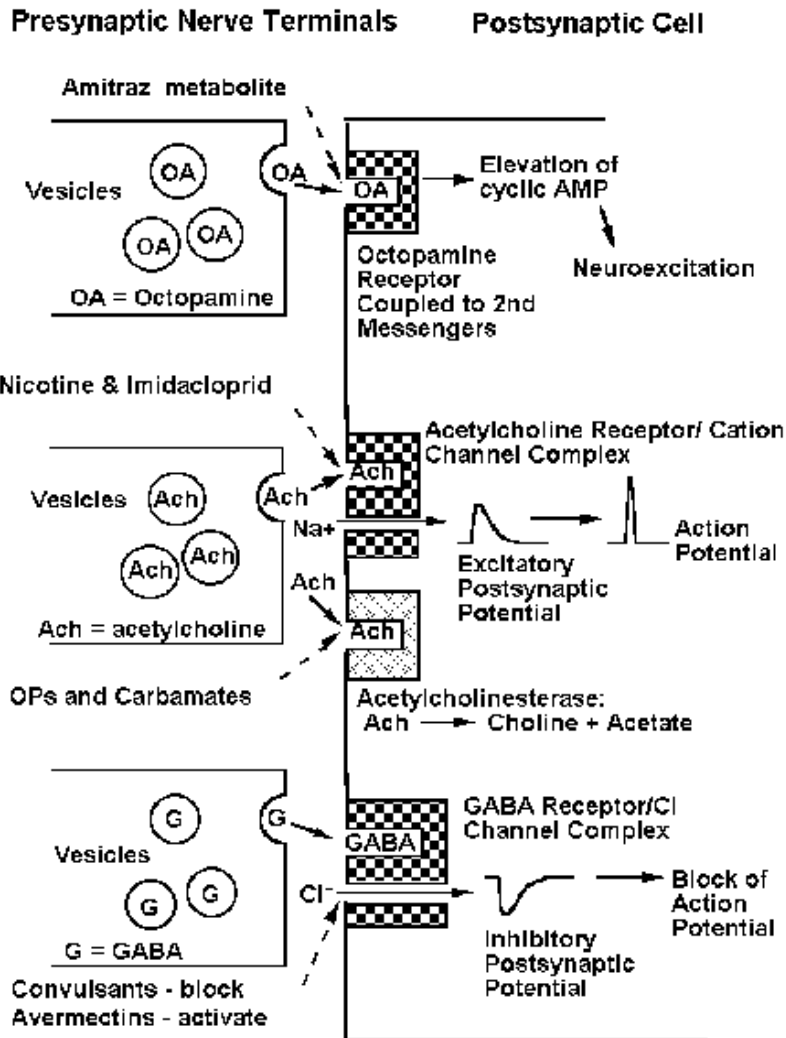 Presynaptic Nerve Terminals
Postsynaptic Cell
Amitraz metabolite
Vesicles
OA
OA
OA
OA = Octopamine
OA
OA
Elevation of
cyclic AMP
Neuroexcitation
Octopamine
Receptor
Coupled to 2nd
Messengers
Nicotine & Imidacloprid
Vesicles
Ach
Ach
Ach
Ach = acetylcholine
Ach
Ach
Na+
Acetylcholine Receptor/ Cation
Channel Complex
Excitatory
Postsynaptic
Potential
Action
Potential
Ach
Ach
OPs and Carbamates
Acetylcholinesterase:
Ach Choline + Acetate
Vesicles
G
G
G
G = GABA
G
GABA
Cl-
GABA Receptor/Cl
Channel Complex
Inhibitory
Postsynaptic
Potential
Block of
Action
Potential
Convulsants - block
Avermectins - activate